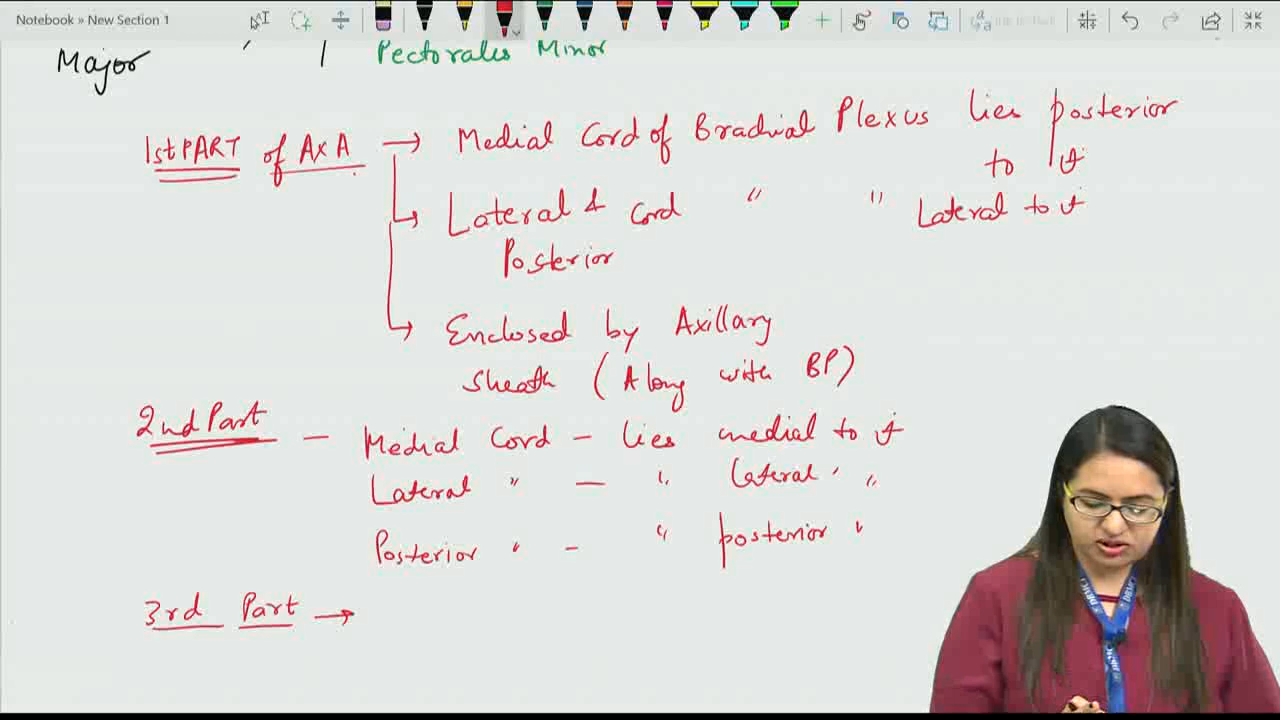 Notebook » New Section 1
Major
Pectorales Minor
1st PART of AxA → Medial Cord of Brachial Plexus lies posterior to it
Lateral & Cord " " Lateral to it
Posterior
Enclosed by Axillary
Sheath (Along with BP)
2nd Part – Medial Cord – lies medial to it
Lateral " – " lateral " "
Posterior " – " posterior "
3rd Part →